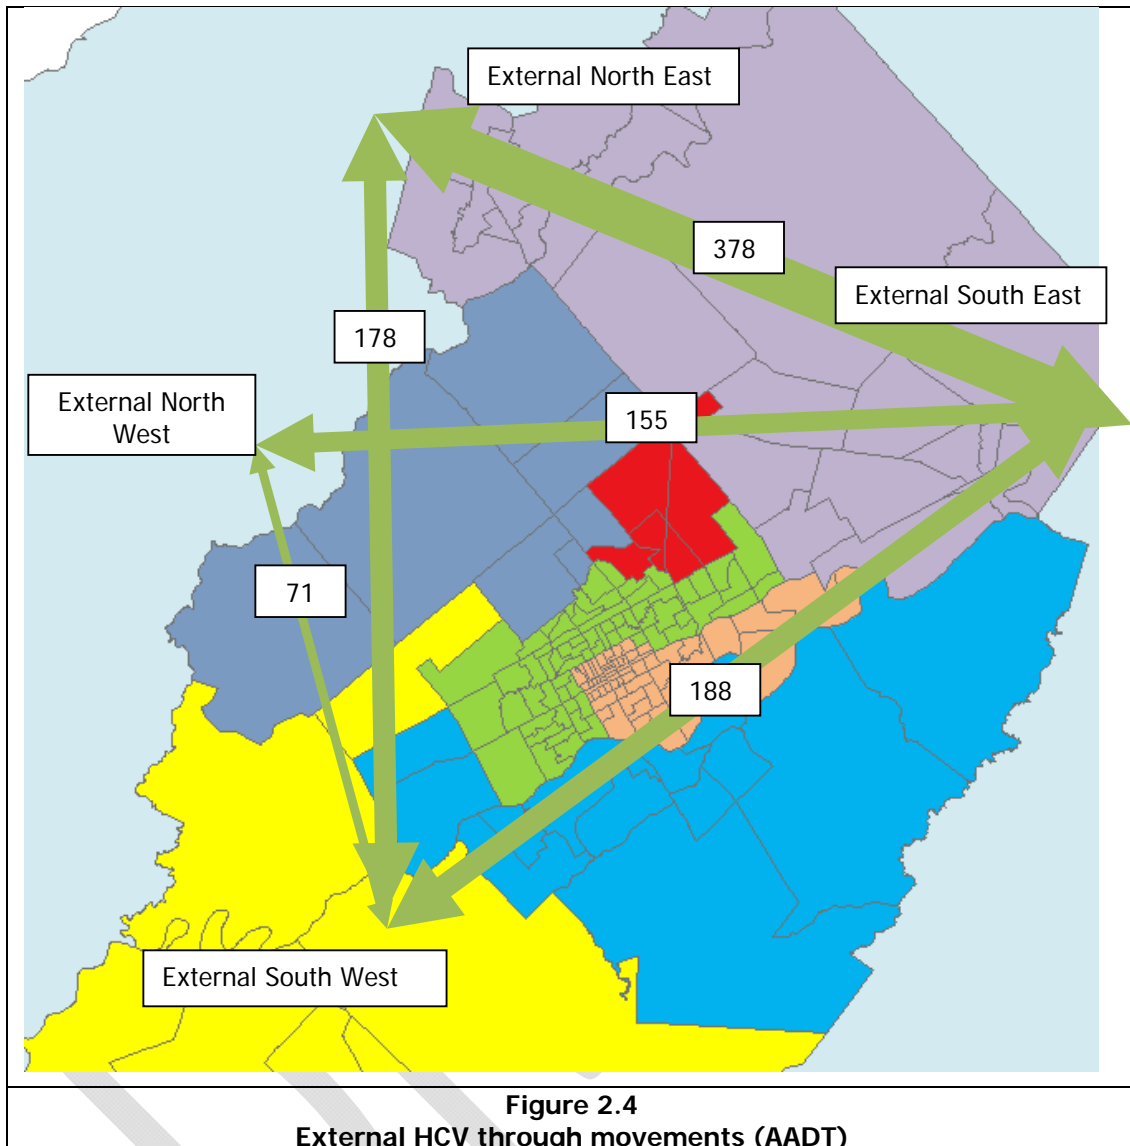 External North East
378
External South East
178
External North
West
155
71
188
External South West
Figure 2.4
External HCV through movements (AADT)